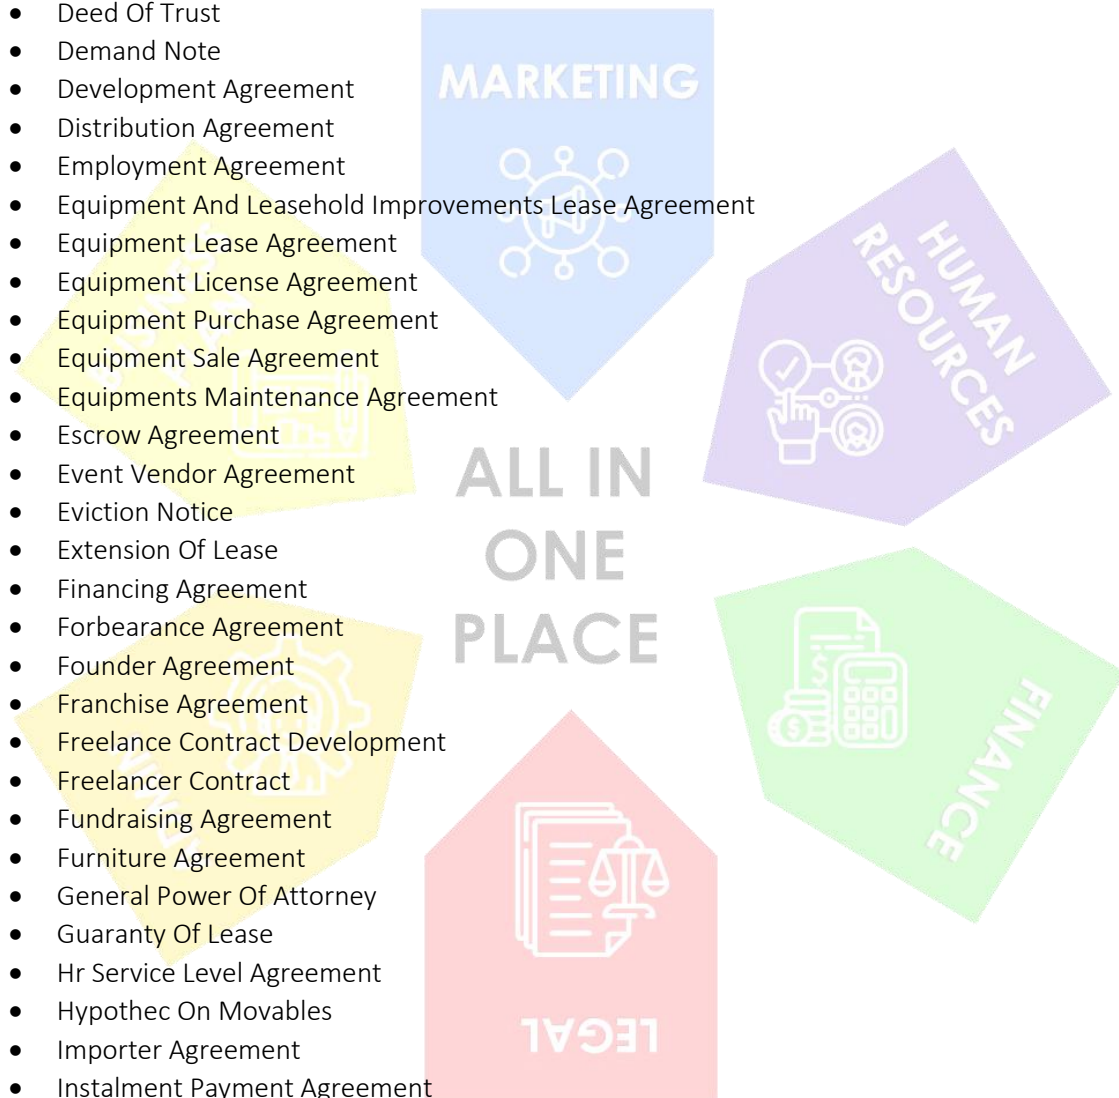 • Deed Of Trust
• Demand Note
• Development Agreement
• Distribution Agreement
• Employment Agreement
• Equipment And Leasehold Improvements Lease Agreement
• Equipment Lease Agreement
• Equipment License Agreement
• Equipment Purchase Agreement
• Equipment Sale Agreement
• Equipments Maintenance Agreement
• Escrow Agreement
• Event Vendor Agreement
• Eviction Notice
• Extension Of Lease
• Financing Agreement
• Forbearance Agreement
• Founder Agreement
• Franchise Agreement
• Freelance Contract Development
• Freelancer Contract
• Fundraising Agreement
• Furniture Agreement
• General Power Of Attorney
• Guaranty Of Lease
• Hr Service Level Agreement
• Hypothec On Movables
• Importer Agreement
• Instalment Payment Agreement
MARKETING
HUMAN
RESOURCES
FINANCE
LEGAL
ADMIN
BUSINESS
PLAN
ALL IN
ONE
PLACE